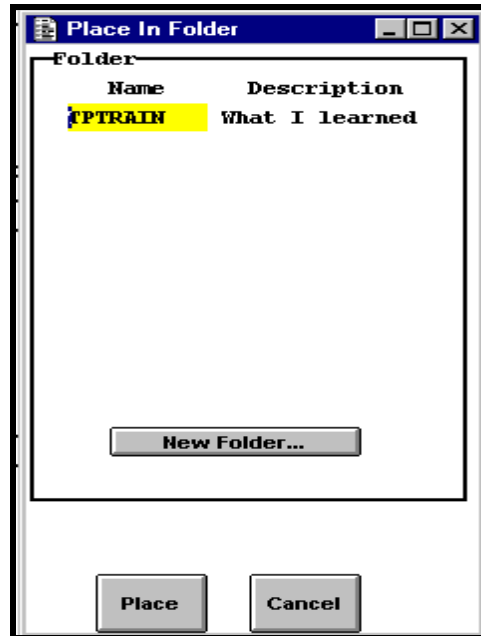 Place In Folder
Folder
Name Description
TPTRAIN What I learned
New Folder...
Place Cancel